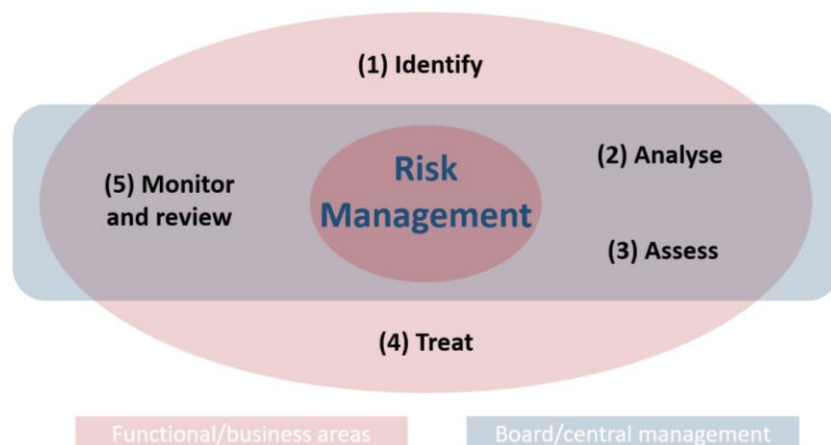 (1) Identify
(2) Analyse
Risk
Management
(5) Monitor
and review
(3) Assess
(4) Treat
Functional/business areas
Board/central management